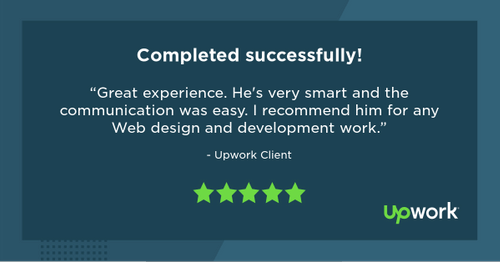 Completed successfully!
“Great experience. He's very smart and the
communication was easy. I recommend him for any
Web design and development work.”
- Upwork Client
upwork